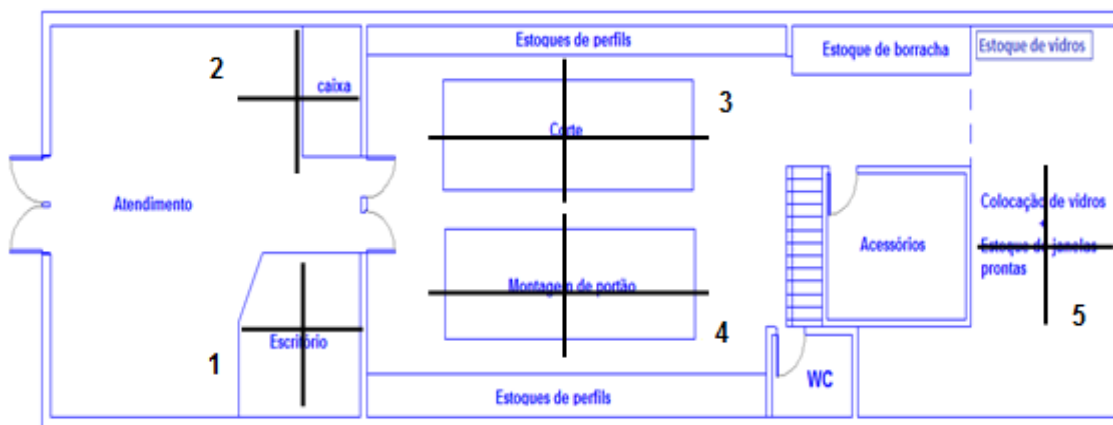 Estoques de perfils
Estoque de borracha
Estoque de vidros
2
caixa
3
Corte
Atendimento
Colocação de vidros
e
Estoque de janelas
prontas
Acessórios
Montagem de portão
5
1
Escritório
4
WC
Estoques de perfils